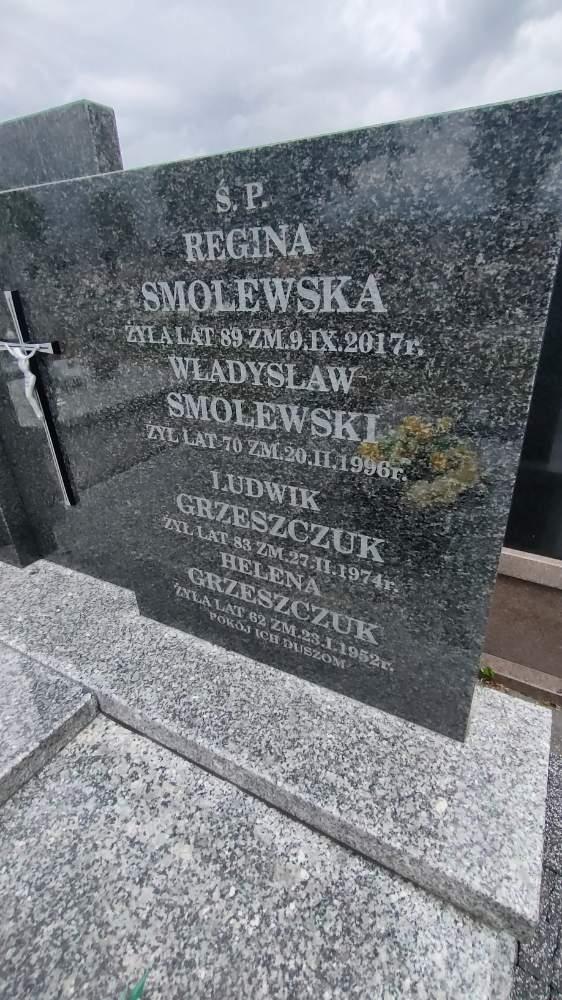 Ś. P.
REGINA
SMOLEWSKA
ŻYŁA LAT 89 ZM.9.IX.2017r.
WŁADYSŁAW
SMOLEWSKI
ŻYŁ LAT 70 ZM.20.II.1996r.
LUDWIK
GRZESZCZUK
ŻYŁ LAT 83 ZM.27.II.1974r.
HELENA
GRZESZCZUK
ŻYŁA LAT 62 ZM.23.I.1952r.
POKÓJ ICH DUSZOM